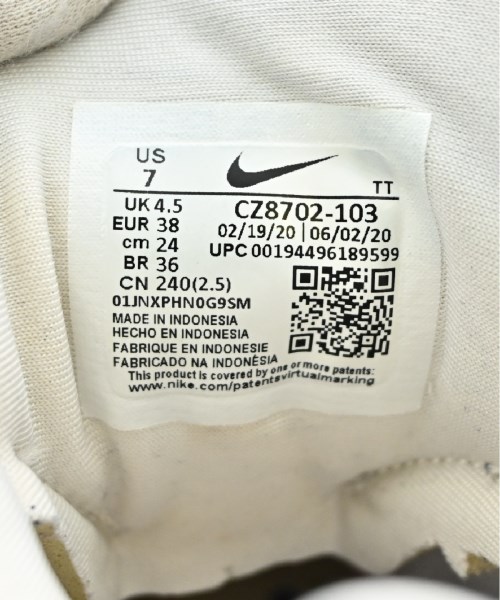 US
7
TT
UK 4.5
EUR 38
cm 24
BR 36
CN 240(2.5)
CZ8702-103
02/19/20 | 06/02/20
UPC 00194496189599
01JNXPHN0G9SM
MADE IN INDONESIA
HECHO EN INDONESIA
FABRIQUE EN INDONESIE
FABRICADO NA INDONÉSIA
This product is covered by one or more patents:
www.nike.com/patentsvirtualmarking